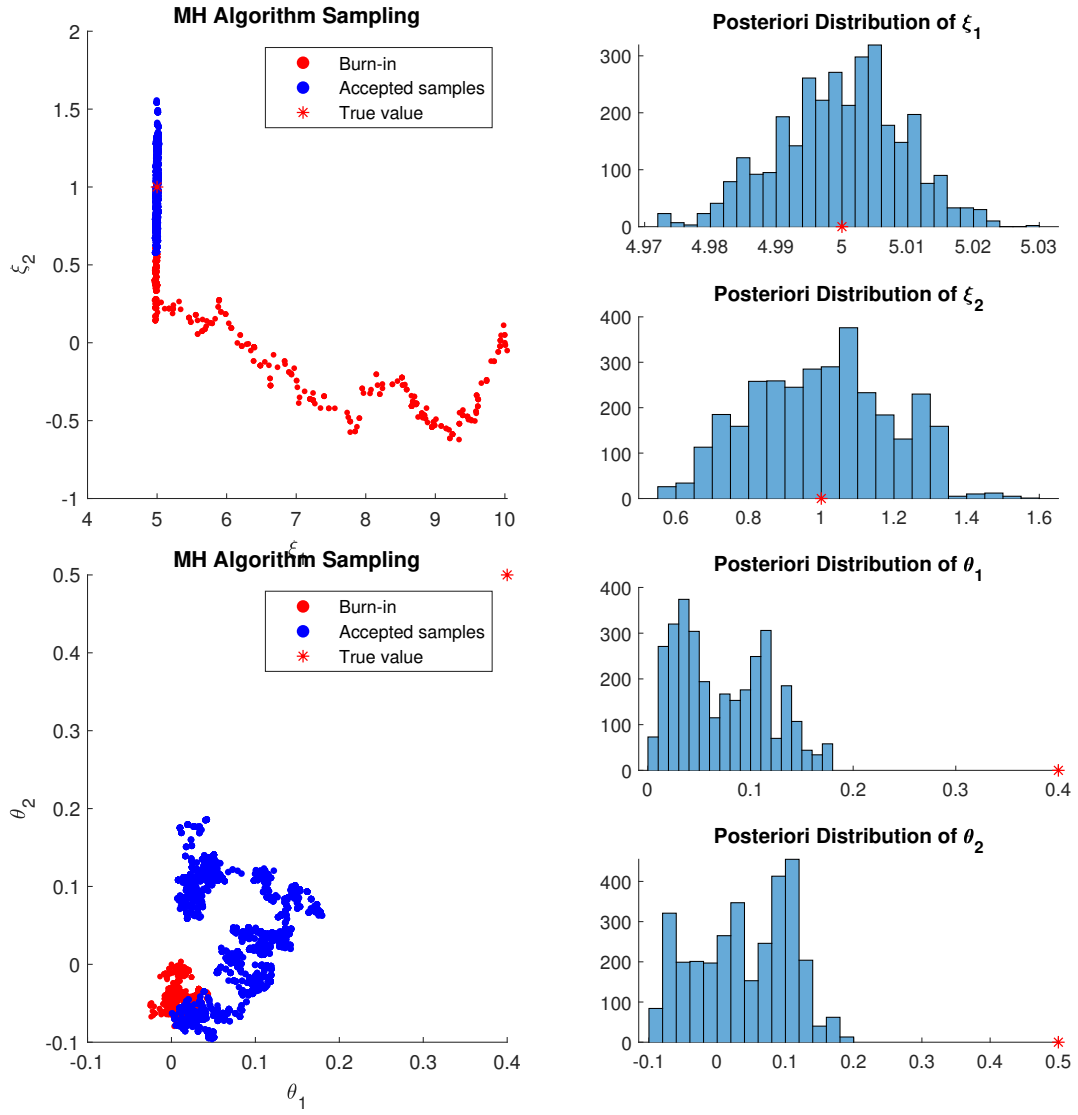 MH Algorithm Sampling
2
1.5
1
0.5
0
-0.5
-1
ξ2
Burn-in
Accepted samples
True value
4 5 6 7 8 9 10
ξ1
Posteriori Distribution of ξ1
300
200
100
0
4.97 4.98 4.99 5 5.01 5.02 5.03
Posteriori Distribution of ξ2
400
300
200
100
0
0.6 0.8 1 1.2 1.4 1.6
MH Algorithm Sampling
0.5
0.4
0.3
0.2
0.1
0
-0.1
θ2
Burn-in
Accepted samples
True value
-0.1 0 0.1 0.2 0.3 0.4
θ1
Posteriori Distribution of θ1
400
300
200
100
0
0 0.1 0.2 0.3 0.4
Posteriori Distribution of θ2
400
300
200
100
0
-0.1 0 0.1 0.2 0.3 0.4 0.5